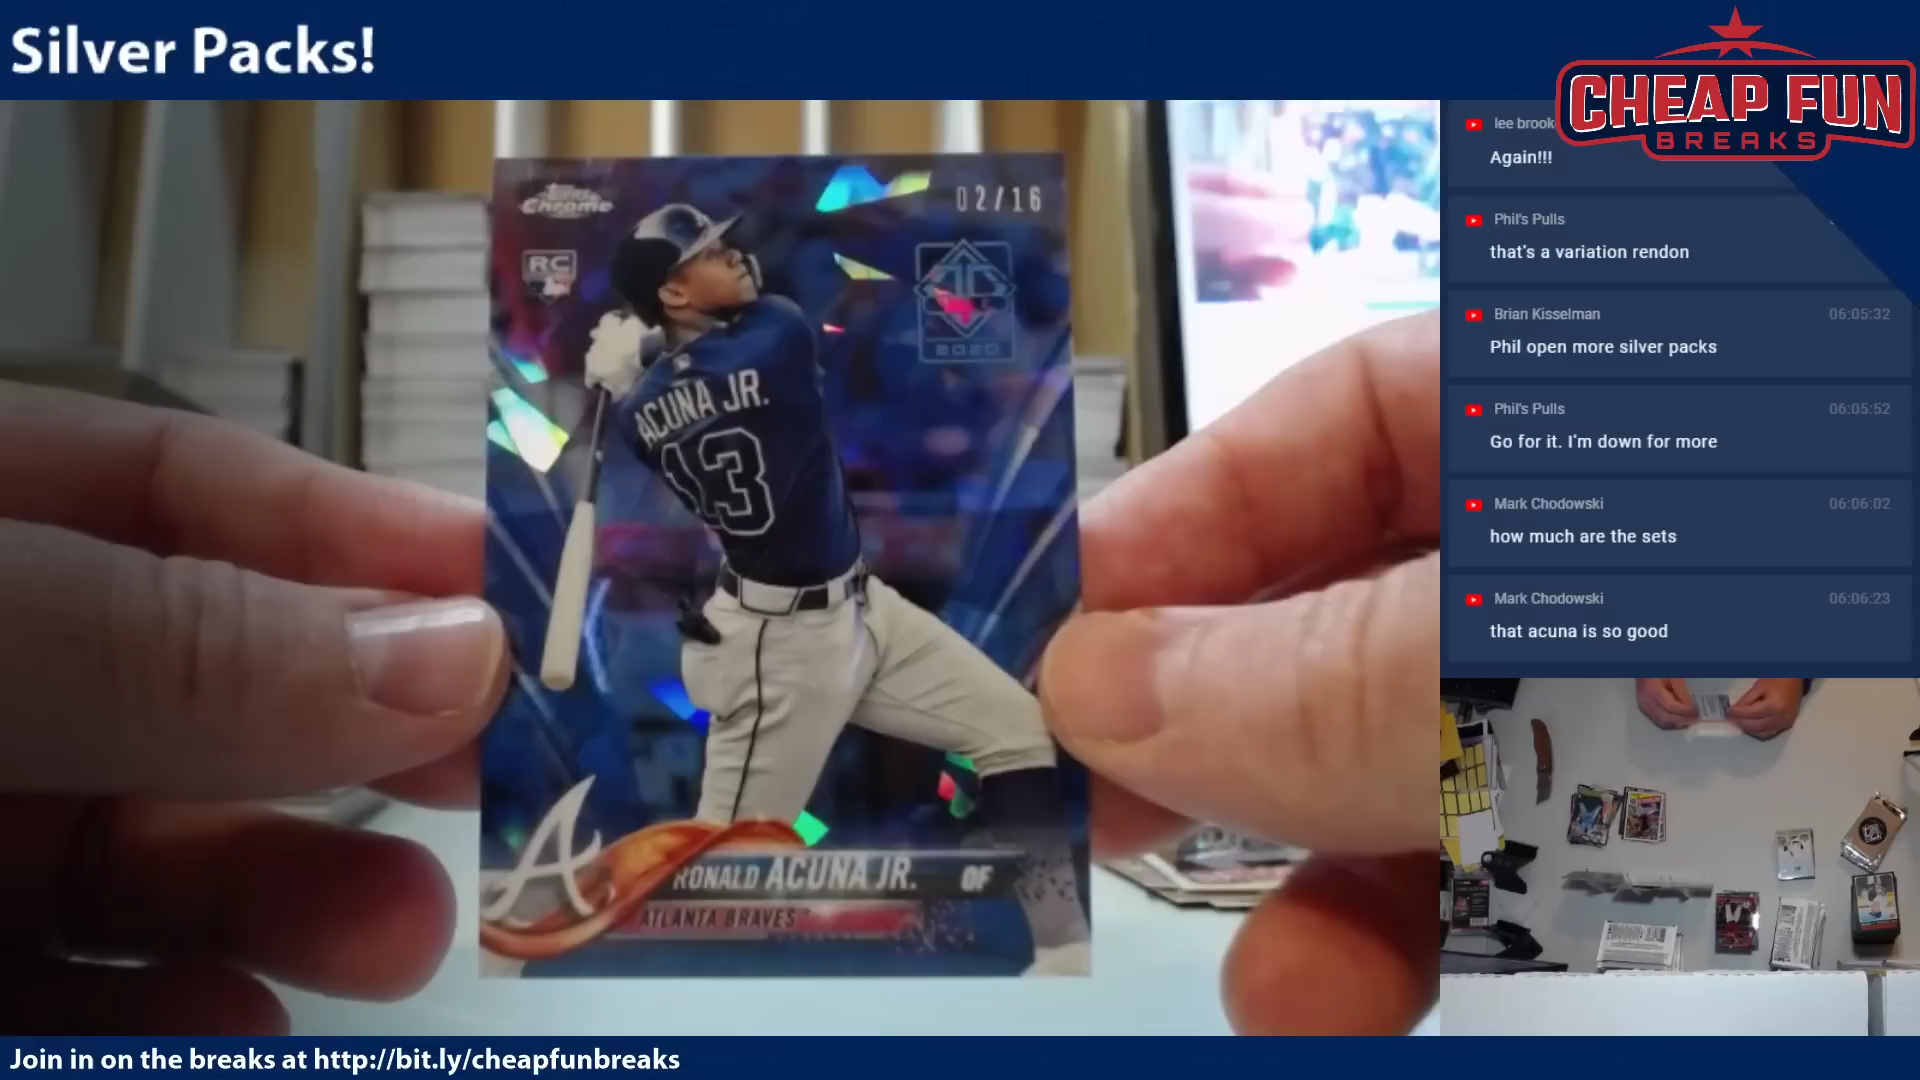 Silver Packs!
CHEAP FUN
BREAKS
Topps
Chrome
02/16
RC
2020
ACUÑA JR.
13
RONALD ACUÑA JR. OF
ATLANTA BRAVES
lee brook
Again!!!
Phil's Pulls
that's a variation rendon
Brian Kisselman 06:05:32
Phil open more silver packs
Phil's Pulls 06:05:52
Go for it. I'm down for more
Mark Chodowski 06:06:02
how much are the sets
Mark Chodowski 06:06:23
that acuna is so good
Join in on the breaks at http://bit.ly/cheapfunbreaks